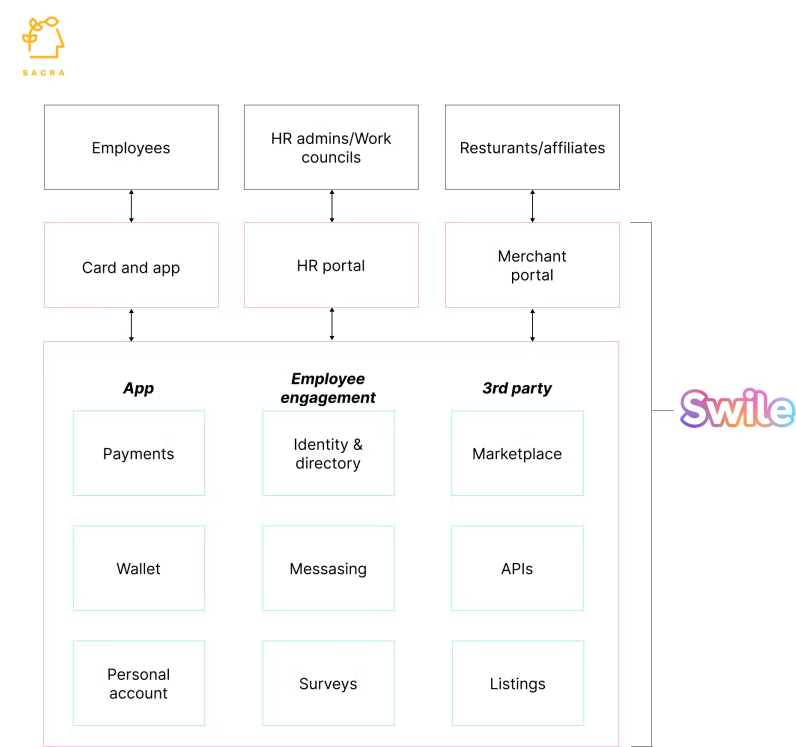 SACRA
Employees
HR admins/Work
councils
Resturants/affiliates
Card and app
HR portal
Merchant
portal
App
Employee
engagement
3rd party
Payments
Identity &
directory
Marketplace
Swile
Wallet
Messasing
APIs
Personal
account
Surveys
Listings